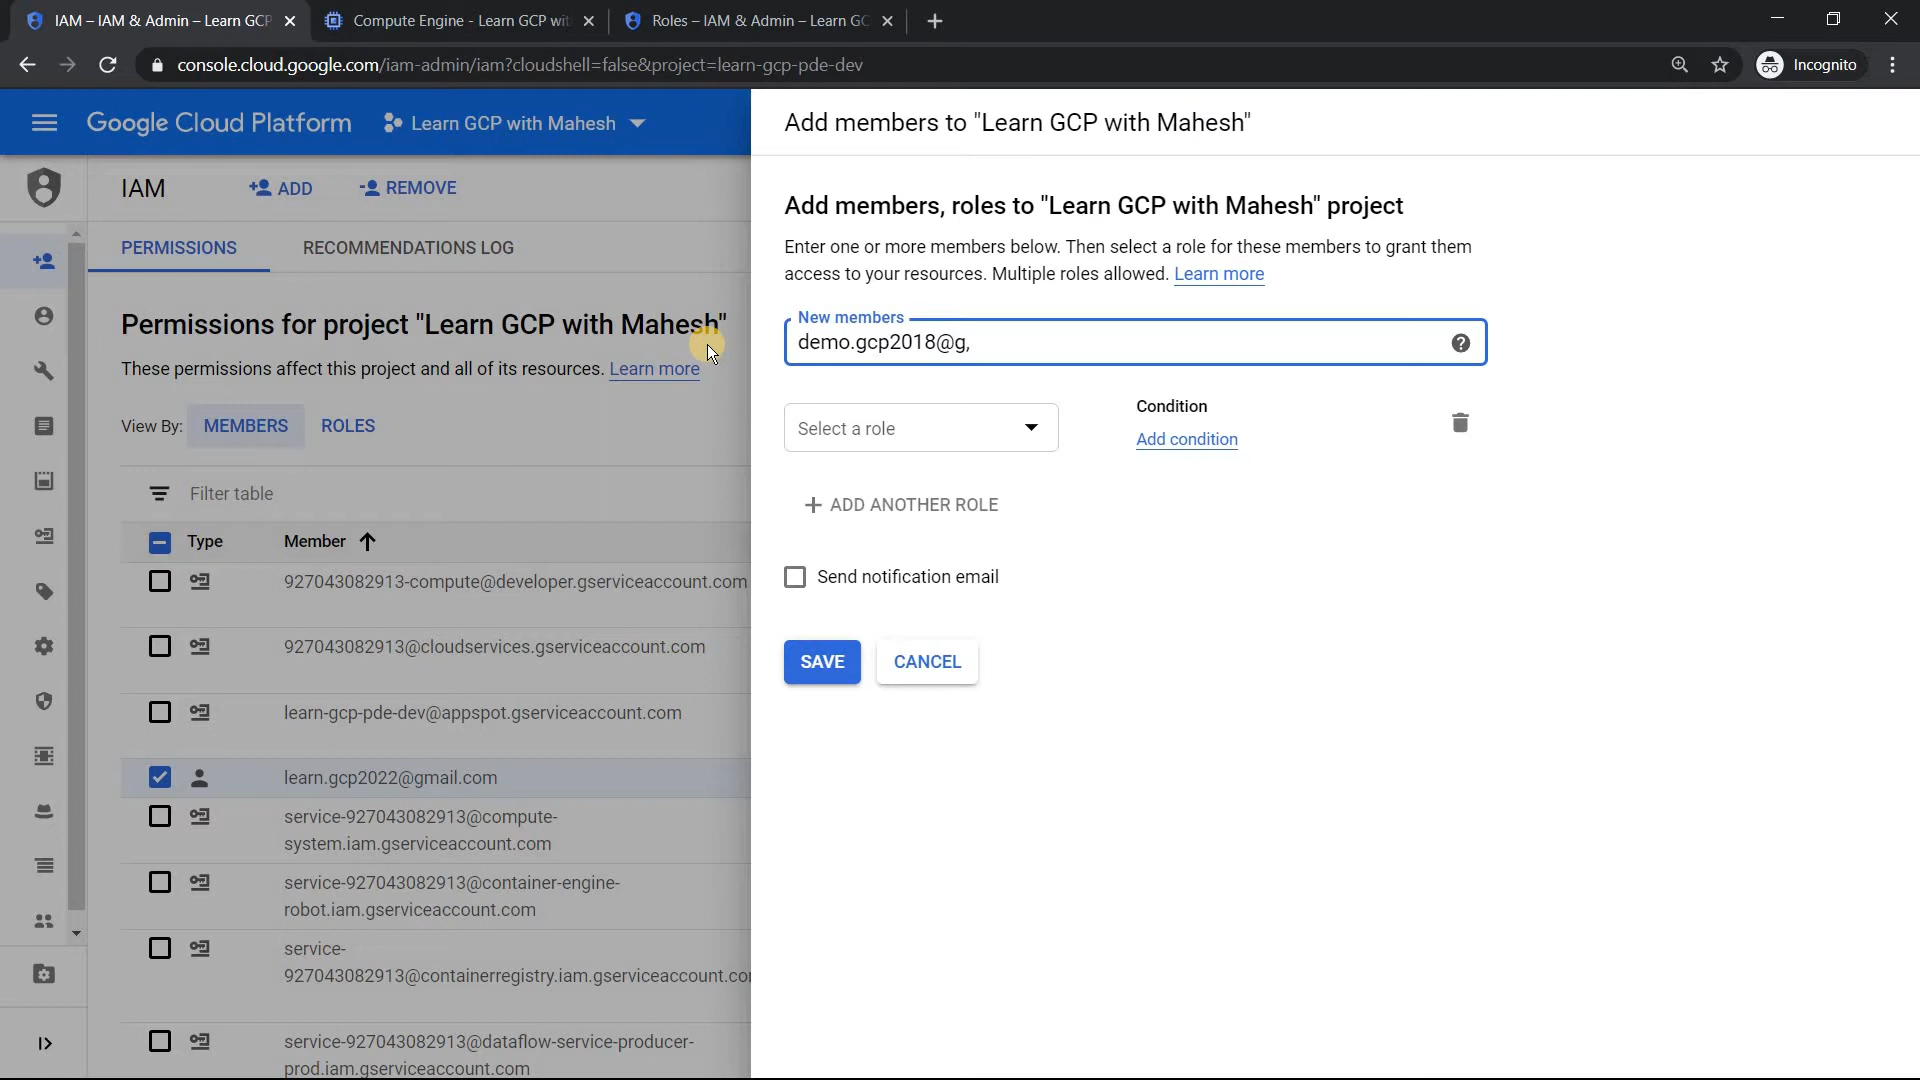 IAM – IAM & Admin – Learn GCP
Compute Engine - Learn GCP wit
Roles – IAM & Admin – Learn GC
console.cloud.google.com/iam-admin/iam?cloudshell=false&project=learn-gcp-pde-dev
Incognito
Google Cloud Platform
Learn GCP with Mahesh
IAM
ADD
REMOVE
PERMISSIONS
RECOMMENDATIONS LOG
Permissions for project "Learn GCP with Mahesh"
These permissions affect this project and all of its resources. Learn more
View By: MEMBERS ROLES
Filter table
Type
Member
927043082913-compute@developer.gserviceaccount.com
927043082913@cloudservices.gserviceaccount.com
learn-gcp-pde-dev@appspot.gserviceaccount.com
learn.gcp2022@gmail.com
service-927043082913@compute-
system.iam.gserviceaccount.com
service-927043082913@container-engine-
robot.iam.gserviceaccount.com
service-
927043082913@containerregistry.iam.gserviceaccount.co
service-927043082913@dataflow-service-producer-
prod.iam.gserviceaccount.com
Add members to "Learn GCP with Mahesh"
Add members, roles to "Learn GCP with Mahesh" project
Enter one or more members below. Then select a role for these members to grant them
access to your resources. Multiple roles allowed. Learn more
New members
demo.gcp2018@g,
Select a role
Condition
Add condition
ADD ANOTHER ROLE
Send notification email
SAVE
CANCEL